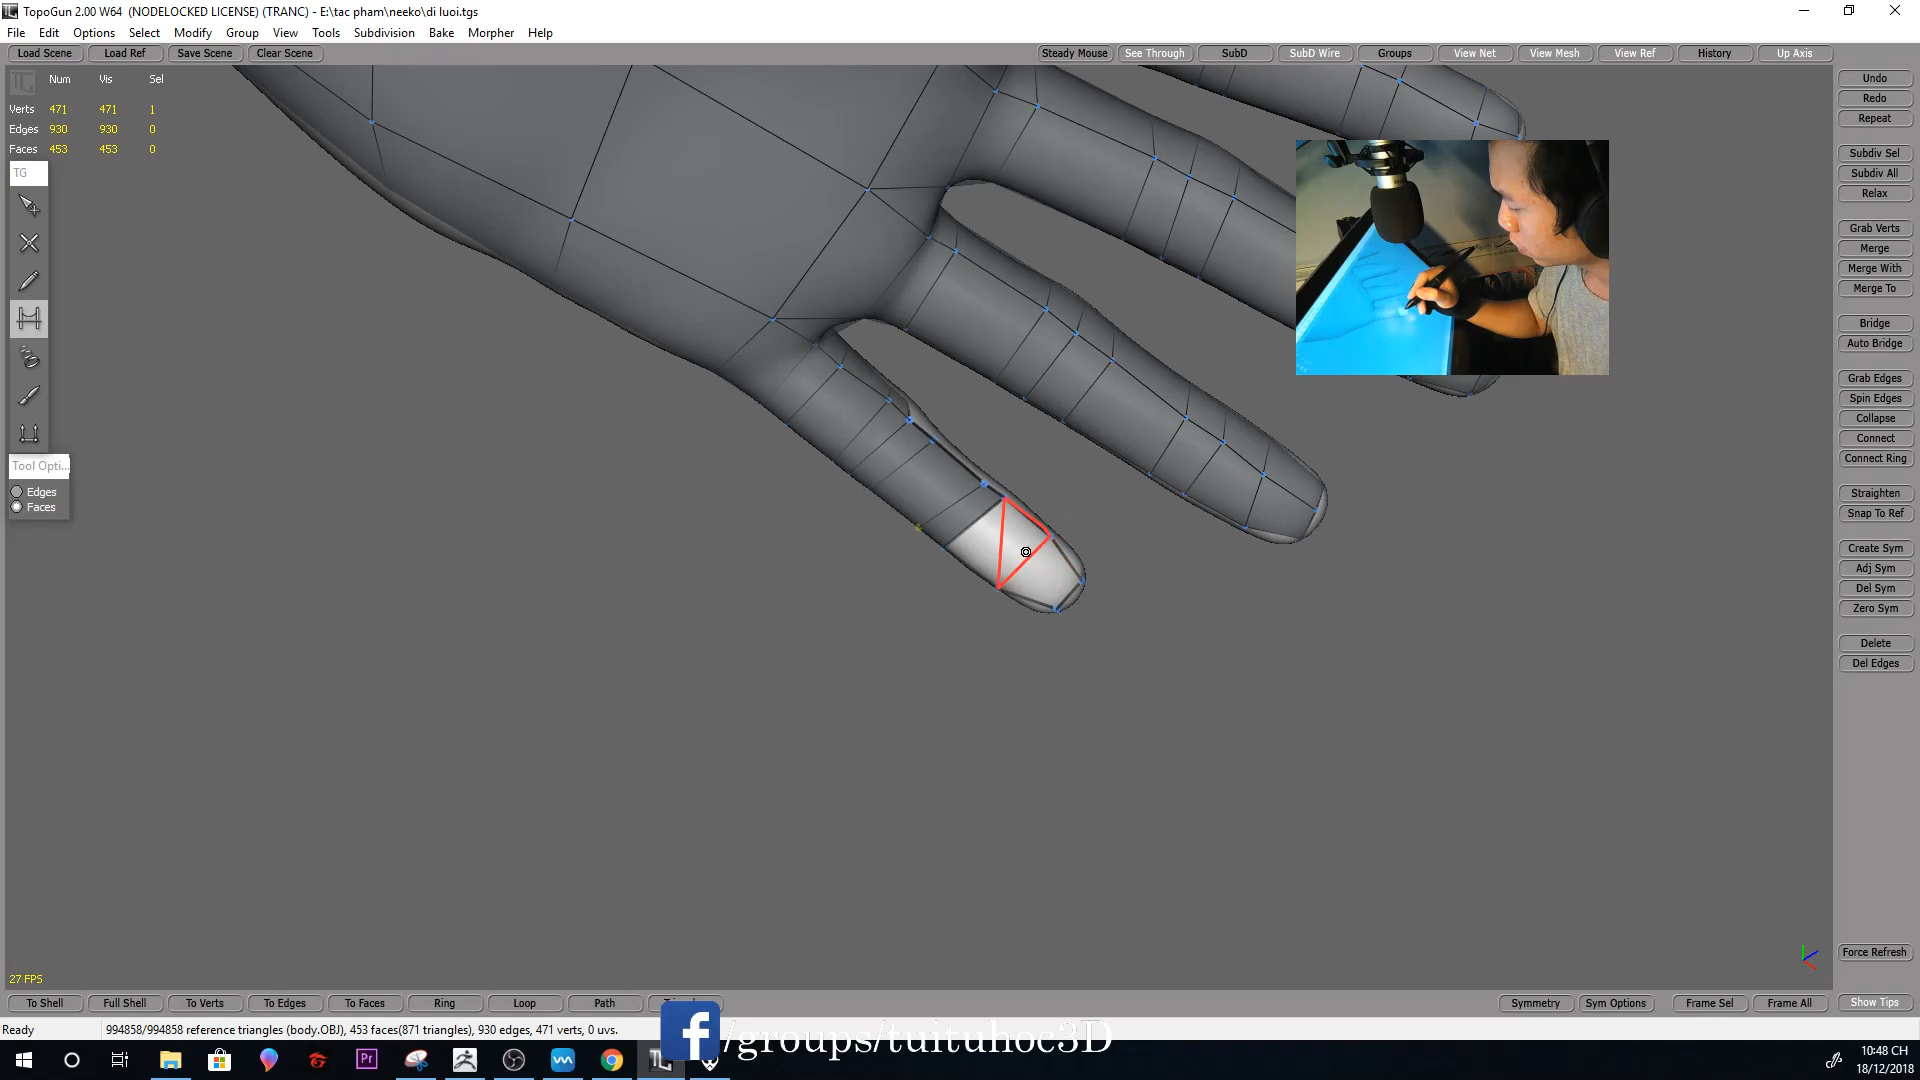 TopoGun 2.00 W64 (NODELOCKED LICENSE) (TRANC) - E:\tac pham\neeko\di luoi.tgs
File Edit Options Select Modify Group View Tools Subdivision Bake Morpher Help
Load Scene Load Ref Save Scene Clear Scene Steady Mouse See Through SubD SubD Wire Groups View Net View Mesh View Ref History Up Axis
Num Vis Sel
Verts 471 471 1
Edges 930 930 0
Faces 453 453 0
TG
Tool Opti...
Edges
Faces
Undo
Redo
Repeat
Subdiv Sel
Subdiv All
Relax
Grab Verts
Merge
Merge With
Merge To
Bridge
Auto Bridge
Grab Edges
Spin Edges
Collapse
Connect
Connect Ring
Straighten
Snap To Ref
Create Sym
Adj Sym
Del Sym
Zero Sym
Delete
Del Edges
Force Refresh
27 FPS
To Shell Full Shell To Verts To Edges To Faces Ring Loop Path Symmetry Sym Options Frame Sel Frame All Show Tips
Ready 994858/994858 reference triangles (body.OBJ), 453 faces(871 triangles), 930 edges, 471 verts, 0 uvs.
/groups/tuituhoc3D
Pr
10:48 CH
18/12/2018